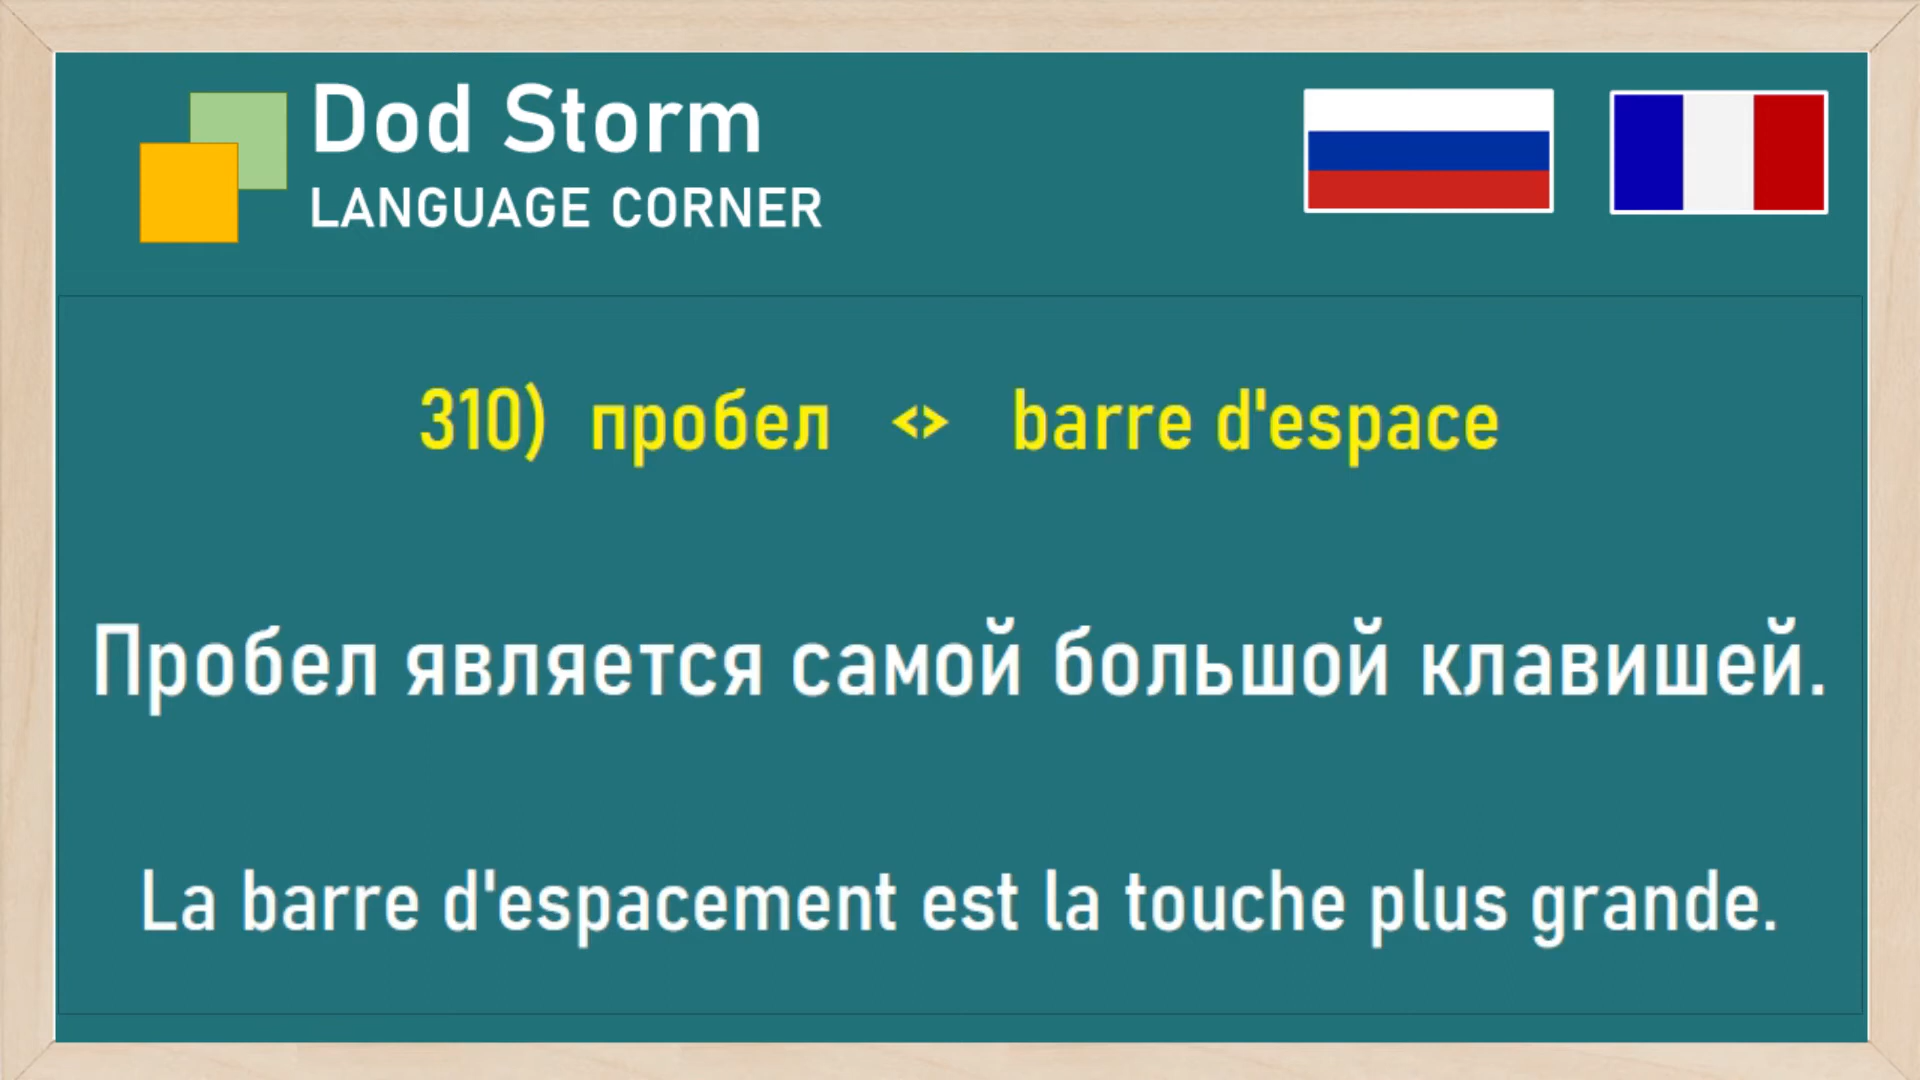 Dod Storm
LANGUAGE CORNER
310) пробел <> barre d'espace
Пробел является самой большой клавишей.
La barre d'espacement est la touche plus grande.